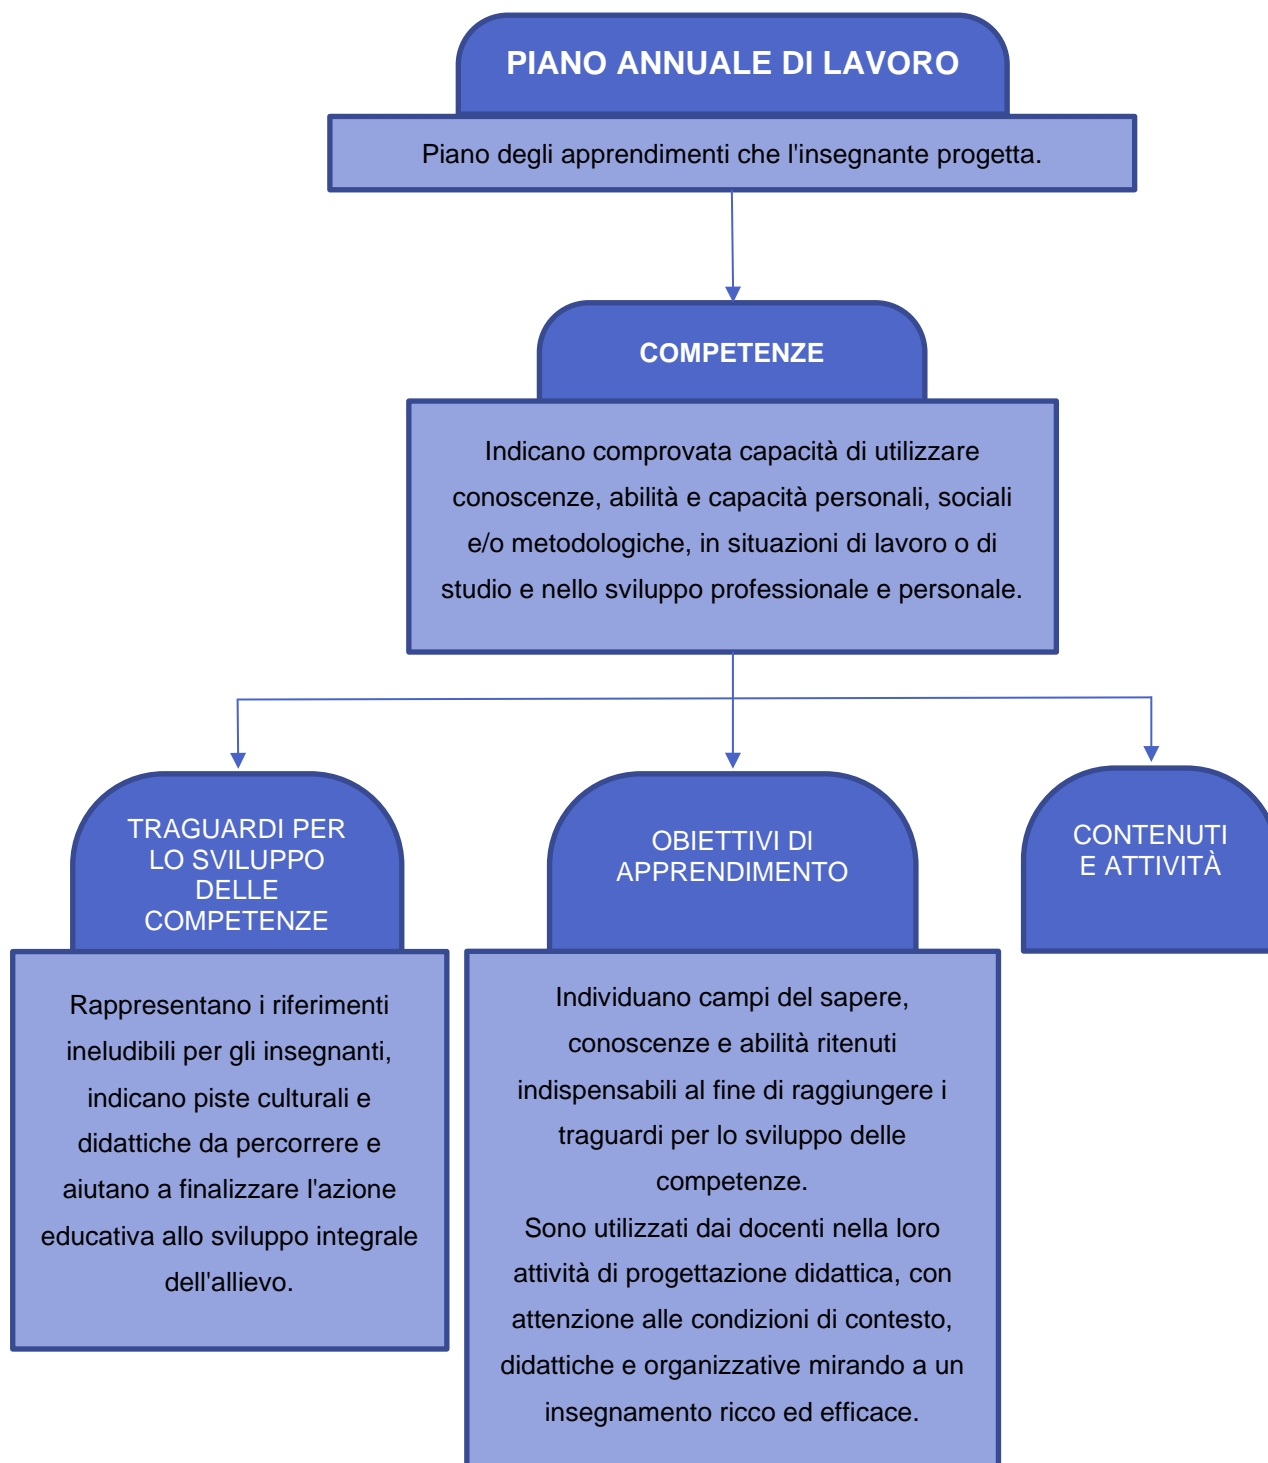 PIANO ANNUALE DI LAVORO
Piano degli apprendimenti che l'insegnante progetta.
COMPETENZE
Indicano comprovata capacità di utilizzare
conoscenze, abilità e capacità personali, sociali
e/o metodologiche, in situazioni di lavoro o di
studio e nello sviluppo professionale e personale.
TRAGUARDI PER
LO SVILUPPO
DELLE
COMPETENZE
Rappresentano i riferimenti
ineludibili per gli insegnanti,
indicano piste culturali e
didattiche da percorrere e
aiutano a finalizzare l'azione
educativa allo sviluppo integrale
dell'allievo.
OBIETTIVI DI
APPRENDIMENTO
Individuano campi del sapere,
conoscenze e abilità ritenuti
indispensabili al fine di raggiungere i
traguardi per lo sviluppo delle
competenze.
Sono utilizzati dai docenti nella loro
attività di progettazione didattica, con
attenzione alle condizioni di contesto,
didattiche e organizzative mirando a un
insegnamento ricco ed efficace.
CONTENUTI
E ATTIVITÀ